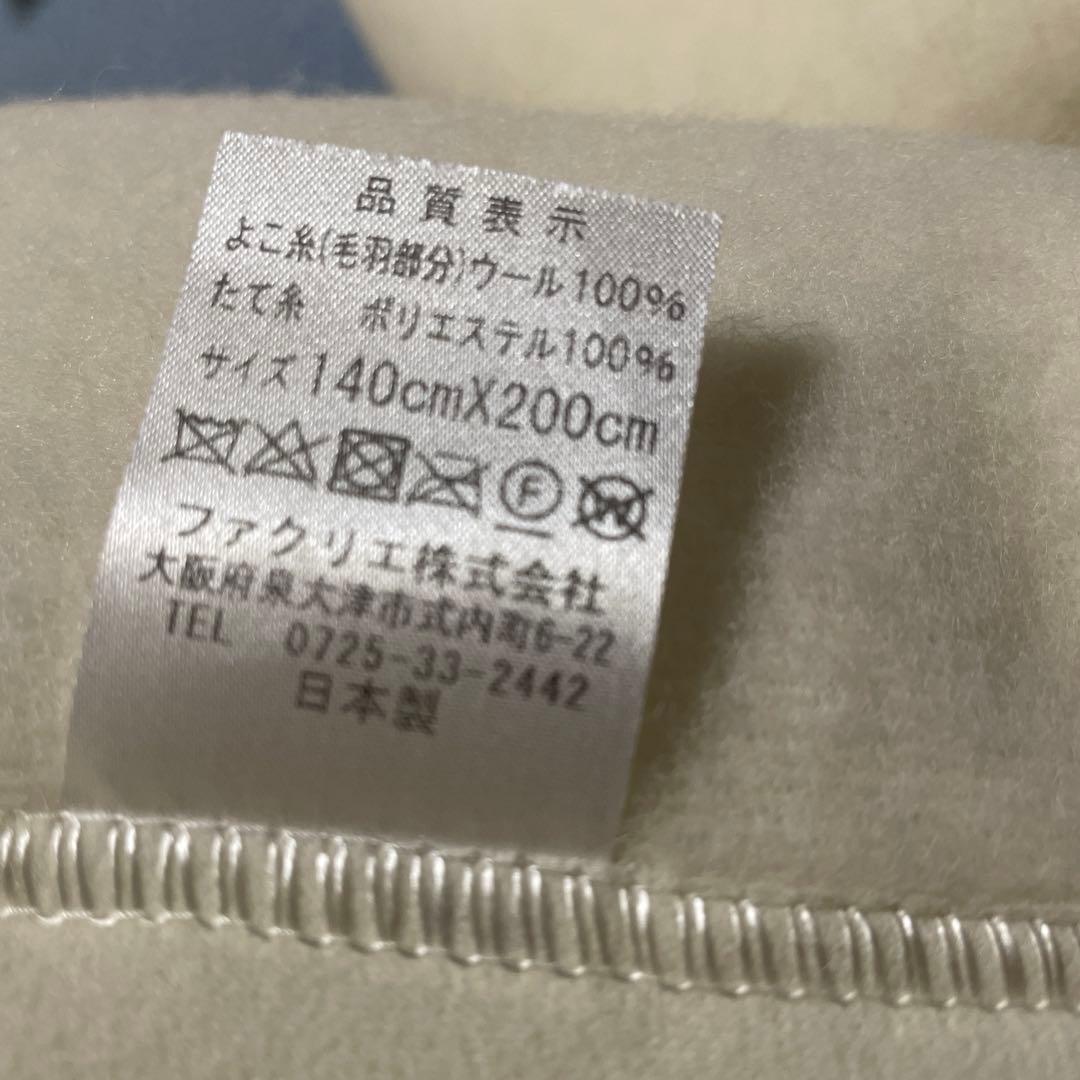 品質表示
よこ糸(毛羽部分)ウール100%
たて糸 ポリエステル100%
サイズ140cmX200cm
F W
ファクリエ株式会社
大阪府泉大津市式内町6-22
TEL 0725-33-2442
日本製